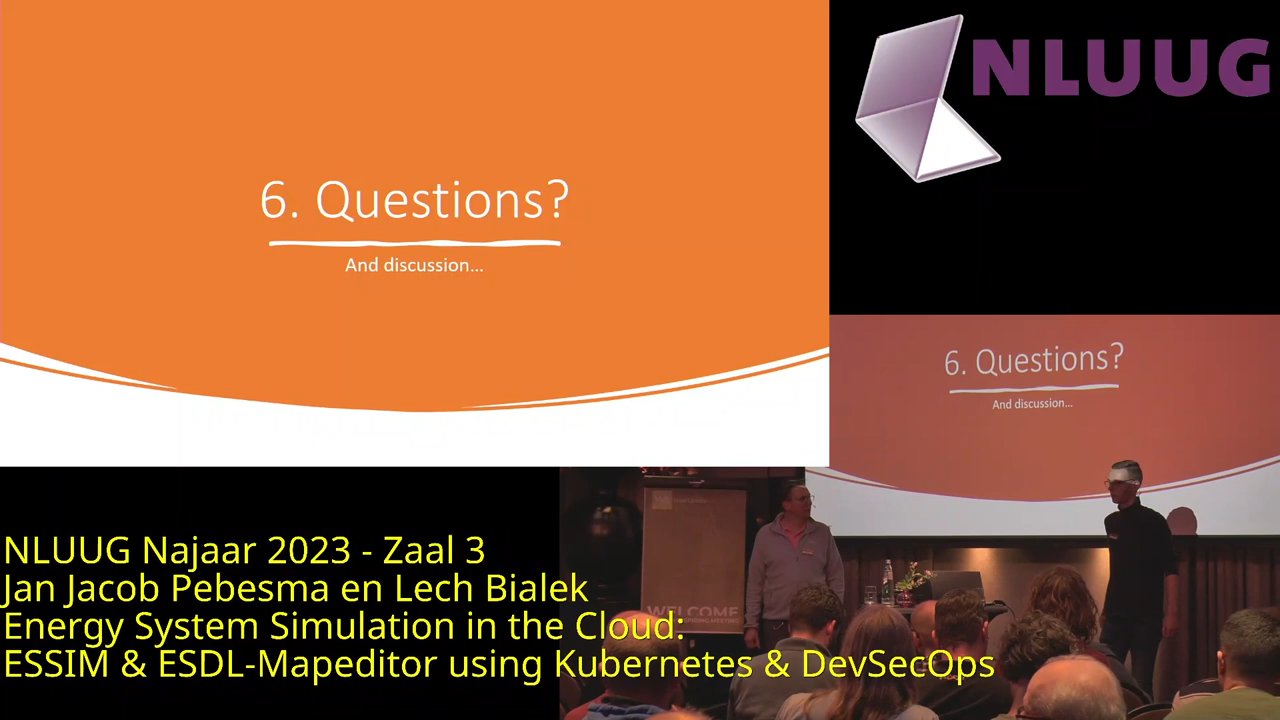 6. Questions?
And discussion...
NLUUG
6. Questions?
And discussion...
WELCOME
NLUUG Najaar 2023 - Zaal 3
Jan Jacob Pebesma en Lech Bialek
Energy System Simulation in the Cloud:
ESSIM & ESDL-Mapeditor using Kubernetes & DevSecOps